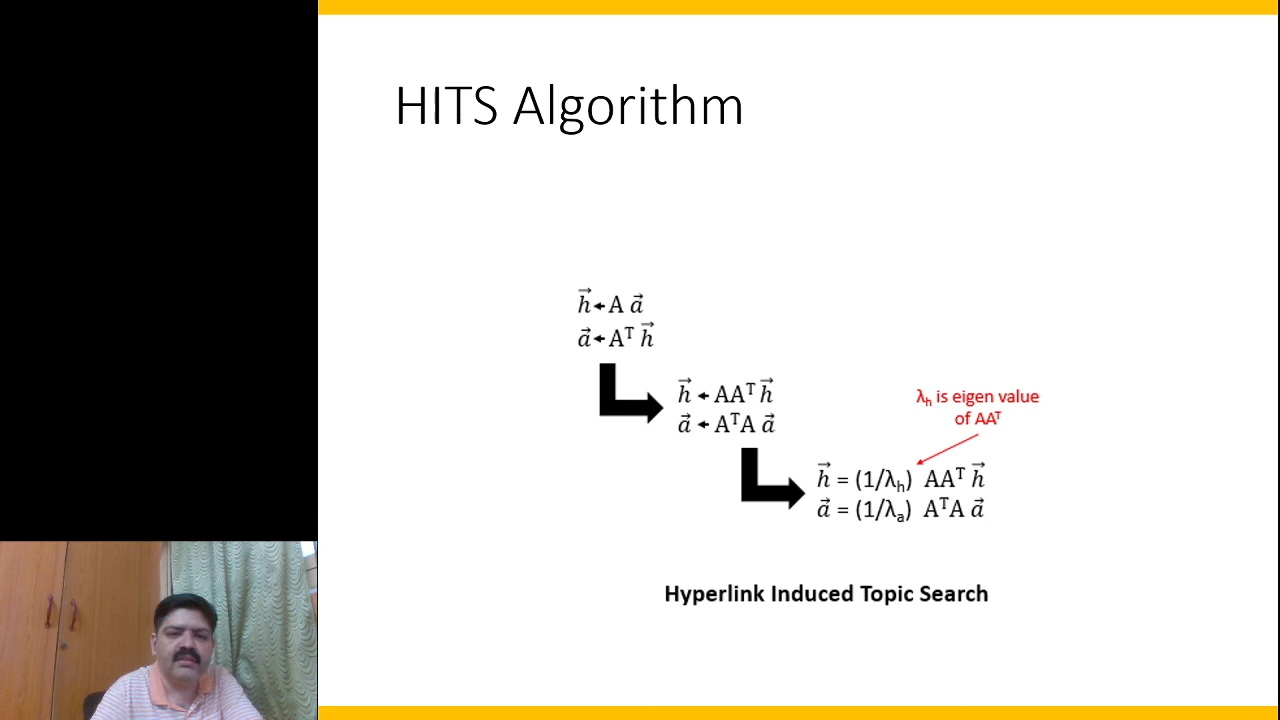 HITS Algorithm
h⃗ ← A a⃗
a⃗ ← Aᵀ h⃗
h⃗ ← AAᵀ h⃗
a⃗ ← AᵀA a⃗
λₕ is eigen value
of AAᵀ
h⃗ = (1/λₕ) AAᵀ h⃗
a⃗ = (1/λₐ) AᵀA a⃗
Hyperlink Induced Topic Search